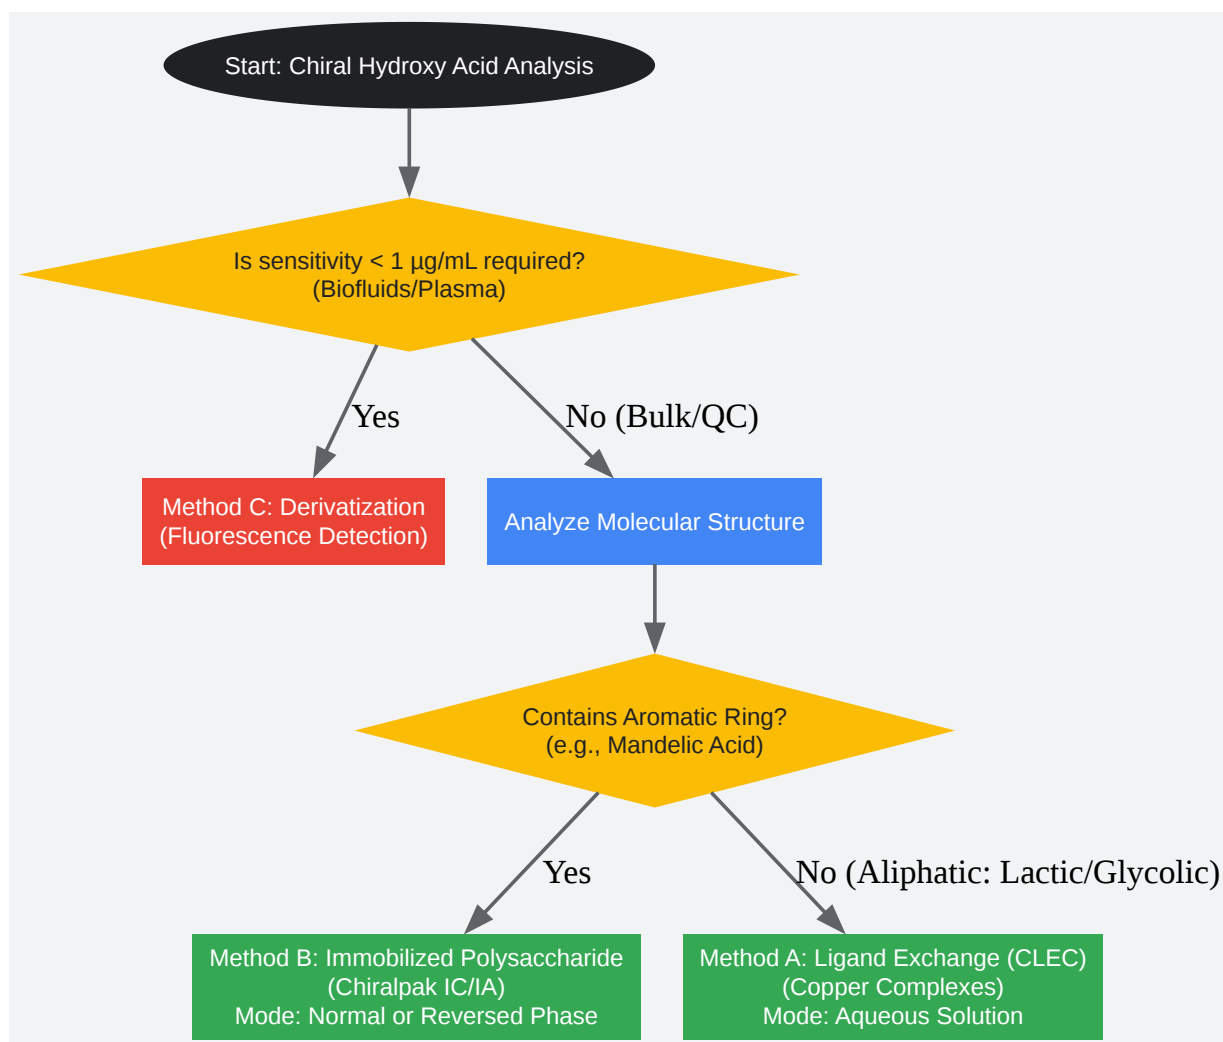 Start: Chiral Hydroxy Acid Analysis
Is sensitivity < 1 µg/mL required?
(Biofluids/Plasma)
Yes
No (Bulk/QC)
Method C: Derivatization
(Fluorescence Detection)
Analyze Molecular Structure
Contains Aromatic Ring?
(e.g., Mandelic Acid)
Yes
No (Aliphatic: Lactic/Glycolic)
Method B: Immobilized Polysaccharide
(Chiralpak IC/IA)
Mode: Normal or Reversed Phase
Method A: Ligand Exchange (CLEC)
(Copper Complexes)
Mode: Aqueous Solution